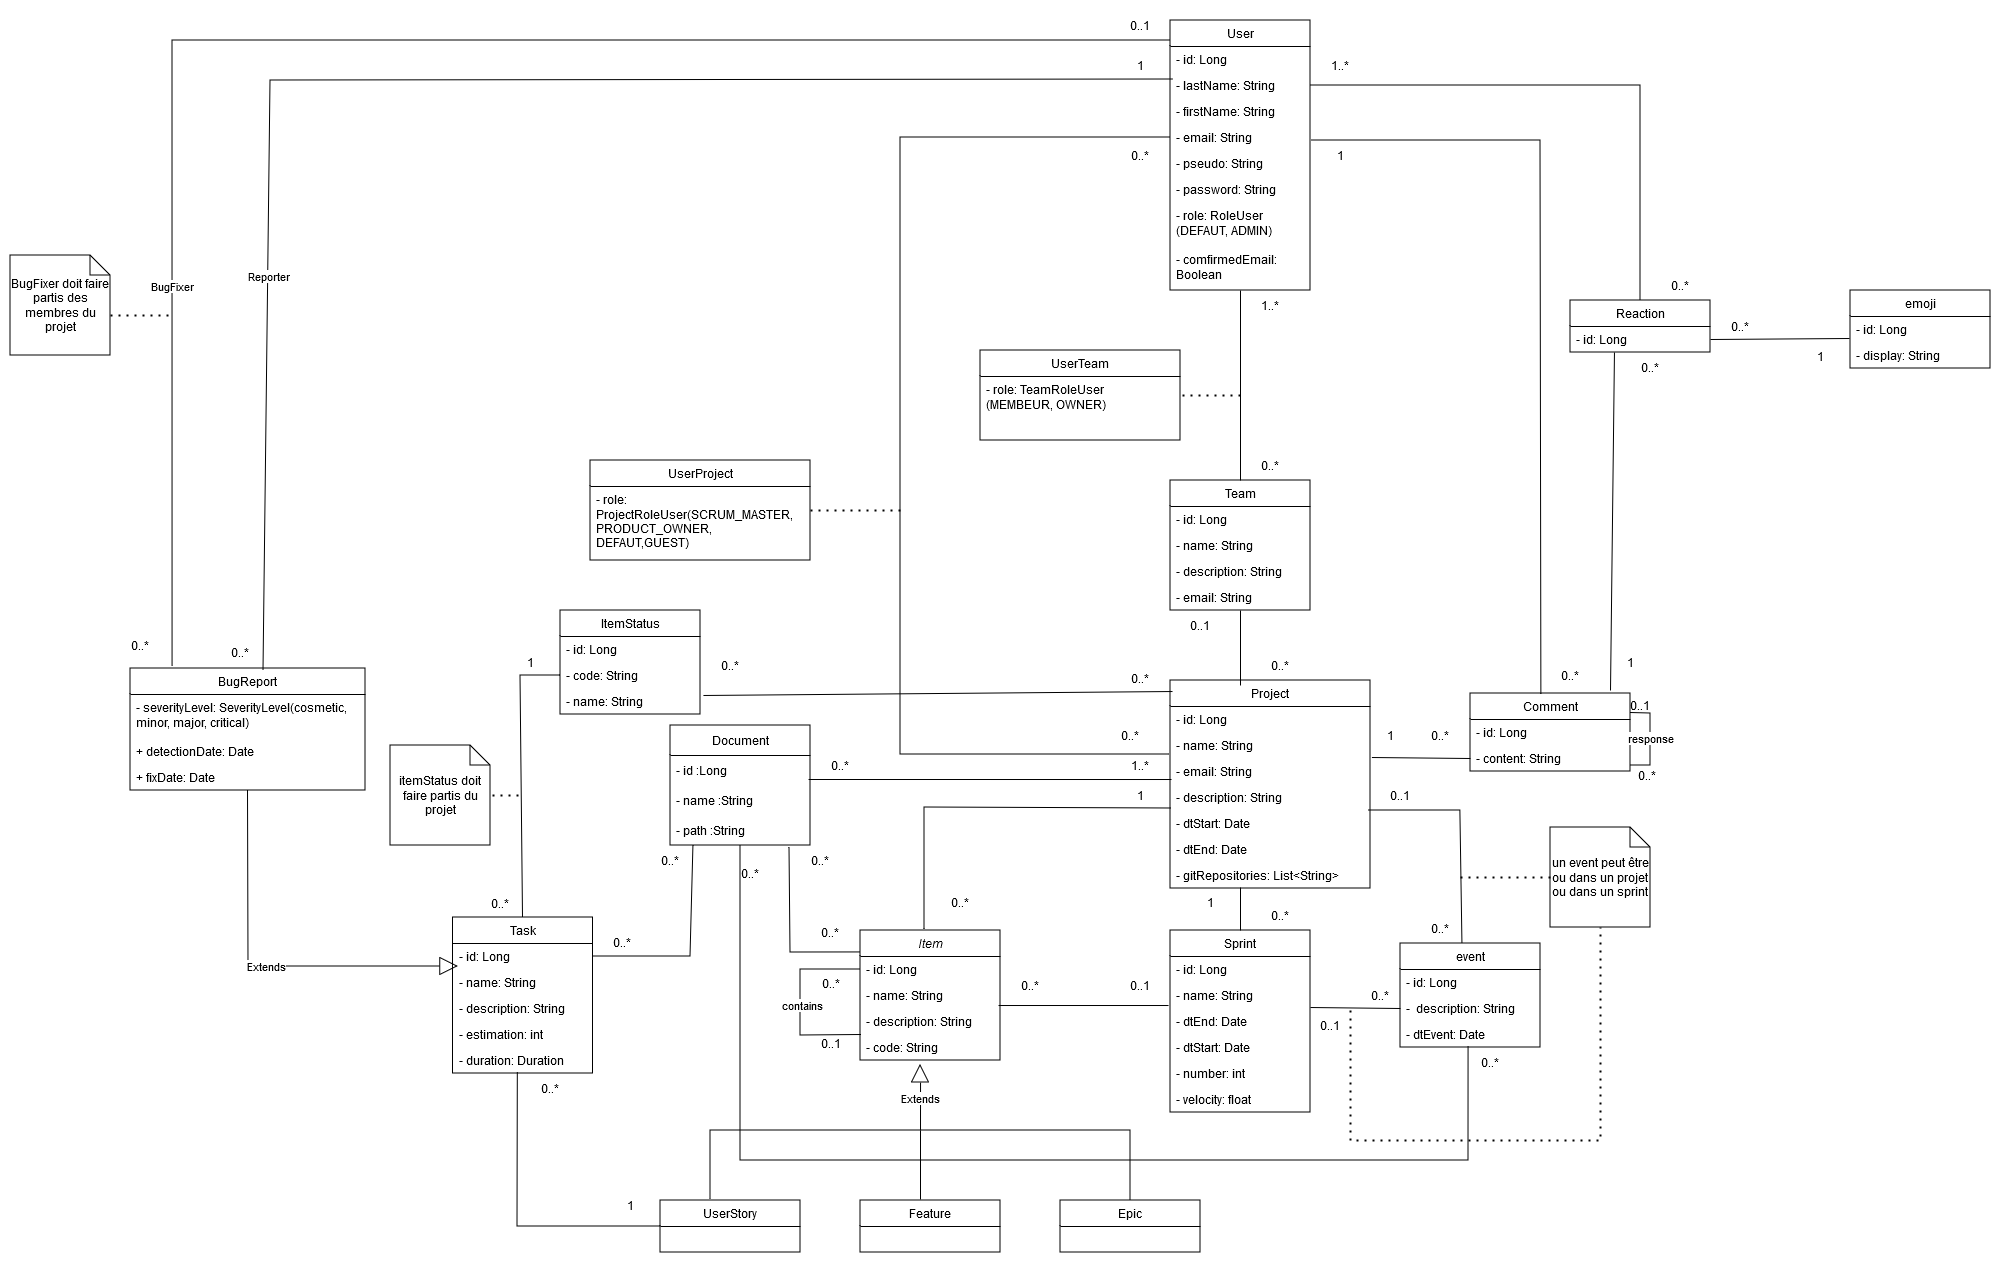 0..1
User
- id: Long
- lastName: String
- firstName: String
- email: String
- pseudo: String
- password: String
- role: RoleUser
(DEFAUT, ADMIN)
- comfirmedEmail:
Boolean
1
1..*
0..*
1
BugFixer doit faire
partis des
membres du
projet
BugFixer
Reporter
1..*
0..*
Reaction
- id: Long
0..*
0..*
1
emoji
- id: Long
- display: String
UserTeam
- role: TeamRoleUser
(MEMBEUR, OWNER)
UserProject
- role:
ProjectRoleUser(SCRUM_MASTER,
PRODUCT_OWNER,
DEFAUT,GUEST)
0..*
Team
- id: Long
- name: String
- description: String
- email: String
0..1
0..*
0..*
0..*
BugReport
- severityLevel: SeverityLevel(cosmetic,
minor, major, critical)
+ detectionDate: Date
+ fixDate: Date
ItemStatus
- id: Long
- code: String
- name: String
1
0..*
0..*
itemStatus doit
faire partis du
projet
Document
- id :Long
- name :String
- path :String
0..*
1..*
0..*
1
Project
- id: Long
- name: String
- email: String
- description: String
- dtStart: Date
- dtEnd: Date
- gitRepositories: List<String>
1
0..*
0..1
1
0..*
Comment
- id: Long
- content: String
0..1
response
0..*
un event peut être
ou dans un projet
ou dans un sprint
0..*
0..*
0..*
0..*
0..*
0..*
0..*
1
0..*
0..*
Task
- id: Long
- name: String
- description: String
- estimation: int
- duration: Duration
0..*
Extends
Item
- id: Long
- name: String
- description: String
- code: String
0..*
contains
0..1
0..*
0..1
Sprint
- id: Long
- name: String
- dtEnd: Date
- dtStart: Date
- number: int
- velocity: float
0..*
0..1
event
- id: Long
-  description: String
- dtEvent: Date
0..*
Extends
1
UserStory
Feature
Epic